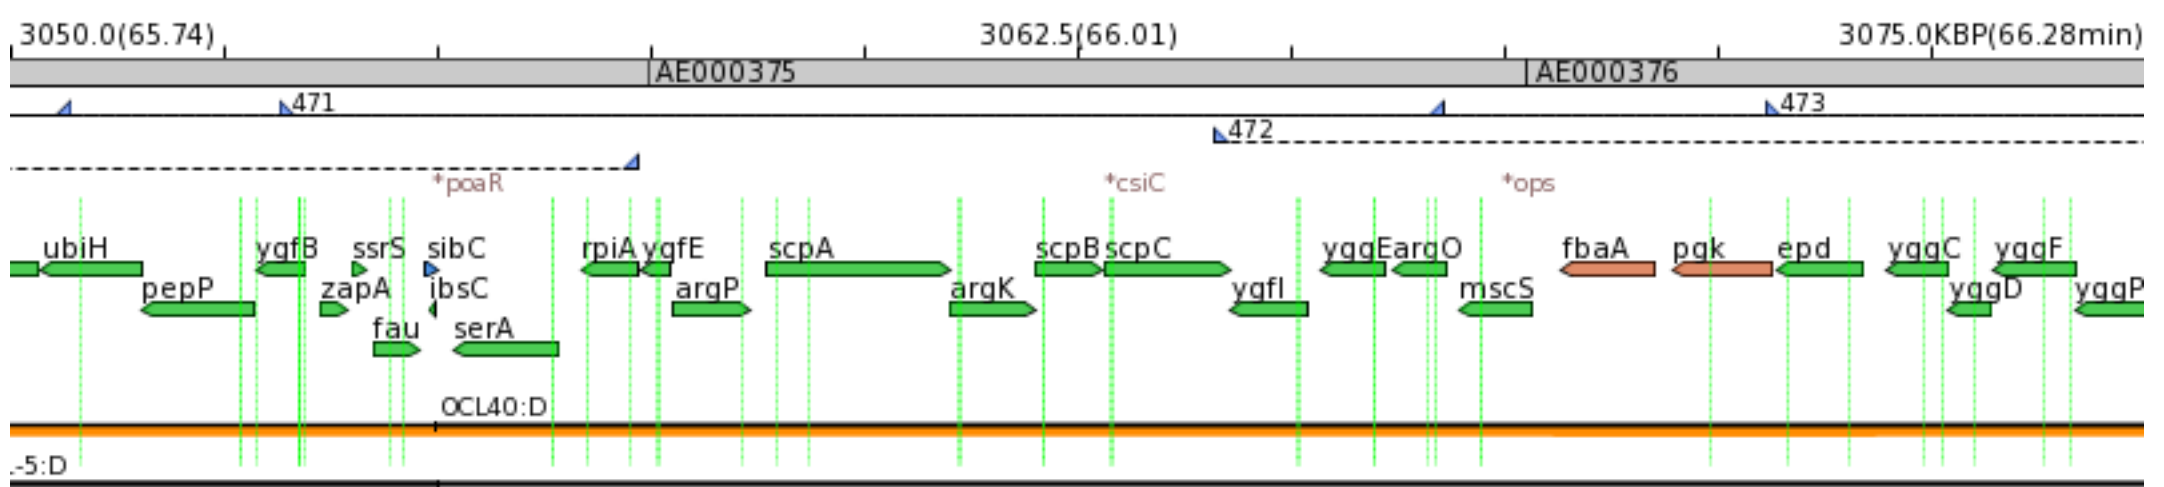 3050.0(65.74) 3062.5(66.01) 3075.0KBP(66.28min)
AE000375 AE000376
471 473
472
*poaR *csiC *ops
ubiH ygfB ssrS sibC rpiA ygfE scpA scpB scpC yggE argO fbaA pgk epd yggC yggF
pepP zapA ibsC argP argK ygfI mscS yggD yggP
fau serA
OCL40:D
.-5:D